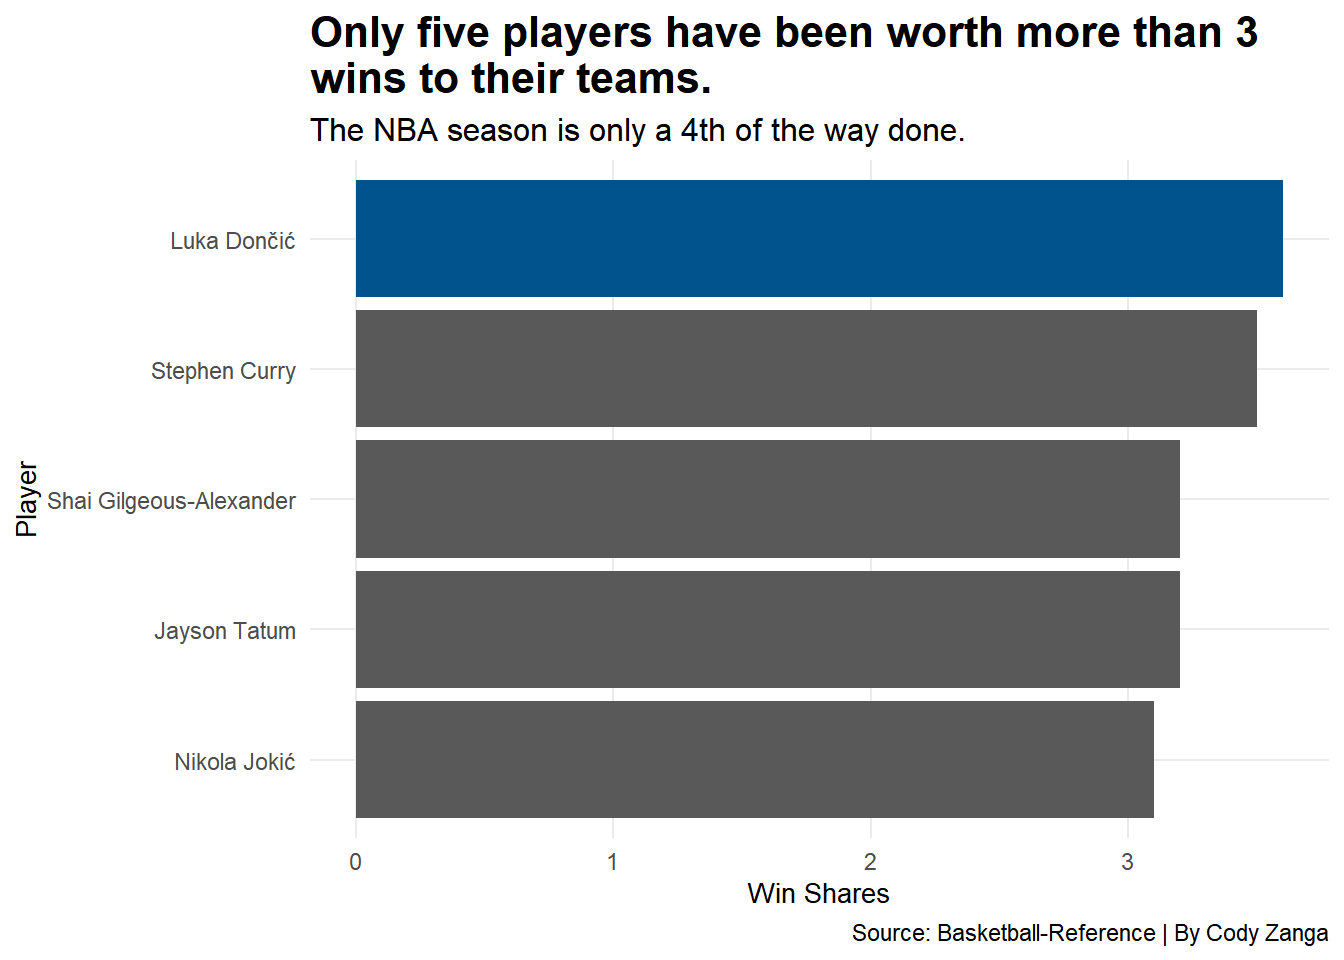 Only five players have been worth more than 3
wins to their teams.
The NBA season is only a 4th of the way done.
Player
Luka Dončić
Stephen Curry
Shai Gilgeous-Alexander
Jayson Tatum
Nikola Jokić
0 1 2 3
Win Shares
Source: Basketball-Reference | By Cody Zanga